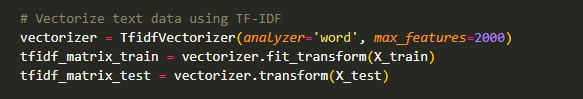 # Vectorize text data using TF-IDF
vectorizer = TfidfVectorizer(analyzer='word', max_features=2000)
tfidf_matrix_train = vectorizer.fit_transform(X_train)
tfidf_matrix_test = vectorizer.transform(X_test)